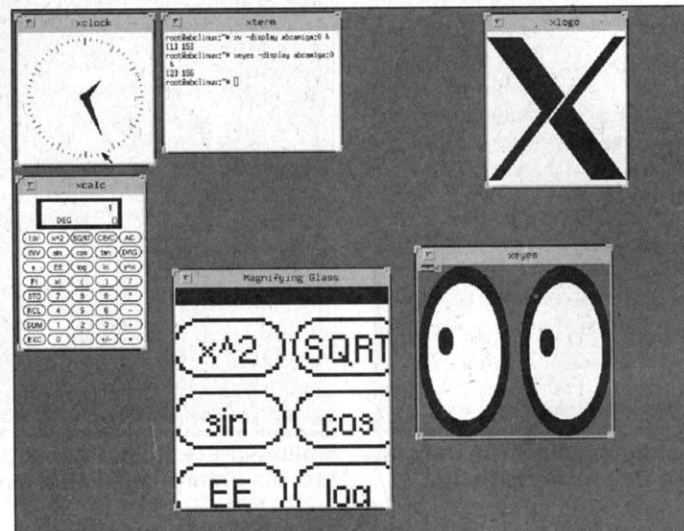 xclock
xterm
root@abclinux:~# xv -display abcamiga:0 &
[1] 153
root@abclinux:~# xeyes -display abcamiga:0
&
[2] 156
root@abclinux:~#
xlogo
xcalc
1
DEG
x^2 SQRT CE/C AC
INV sin cos tan DRG
e EE log ln y^x
PI x! ( ) /
STO 7 8 9 *
RCL 4 5 6 -
SUM 1 2 3 +
EXC 0 . +/- =
Magnifying Glass
x^2 SQRT
sin cos
EE log
xeyes